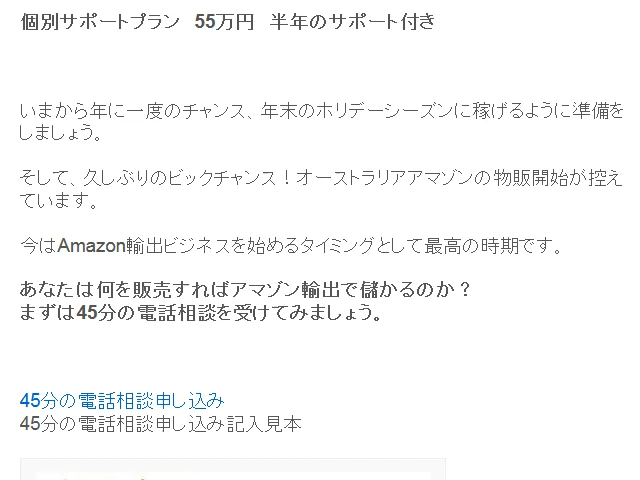 個別サポートプラン　55万円　半年のサポート付き
いまから年に一度のチャンス、年末のホリデーシーズンに稼げるように準備を
しましょう。
そして、久しぶりのビックチャンス！オーストラリアアマゾンの物販開始が控え
ています。
今はAmazon輸出ビジネスを始めるタイミングとして最高の時期です。
あなたは何を販売すればアマゾン輸出で儲かるのか？
まずは45分の電話相談を受けてみましょう。
45分の電話相談申し込み
45分の電話相談申し込み記入見本